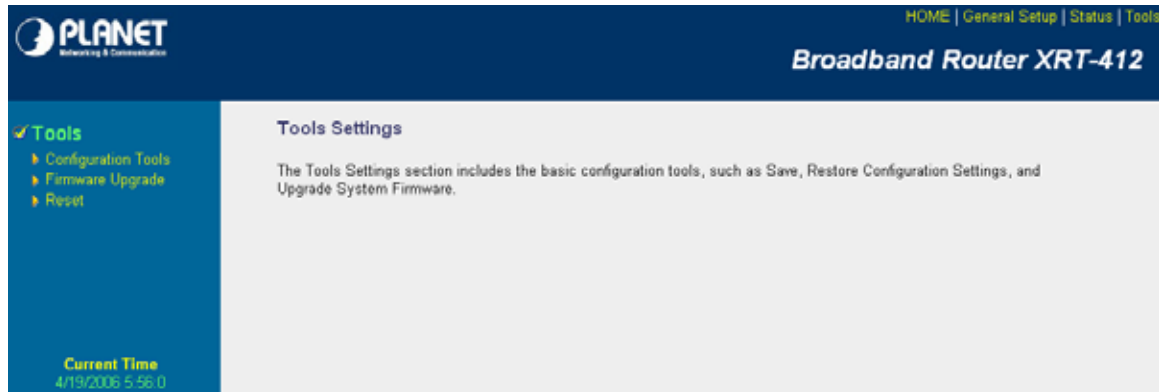 PLANET
Networking & Communication
HOME | General Setup | Status | Tools
Broadband Router XRT-412
Tools
Configuration Tools
Firmware Upgrade
Reset
Current Time
4/19/2006 5:56:0
Tools Settings
The Tools Settings section includes the basic configuration tools, such as Save, Restore Configuration Settings, and
Upgrade System Firmware.